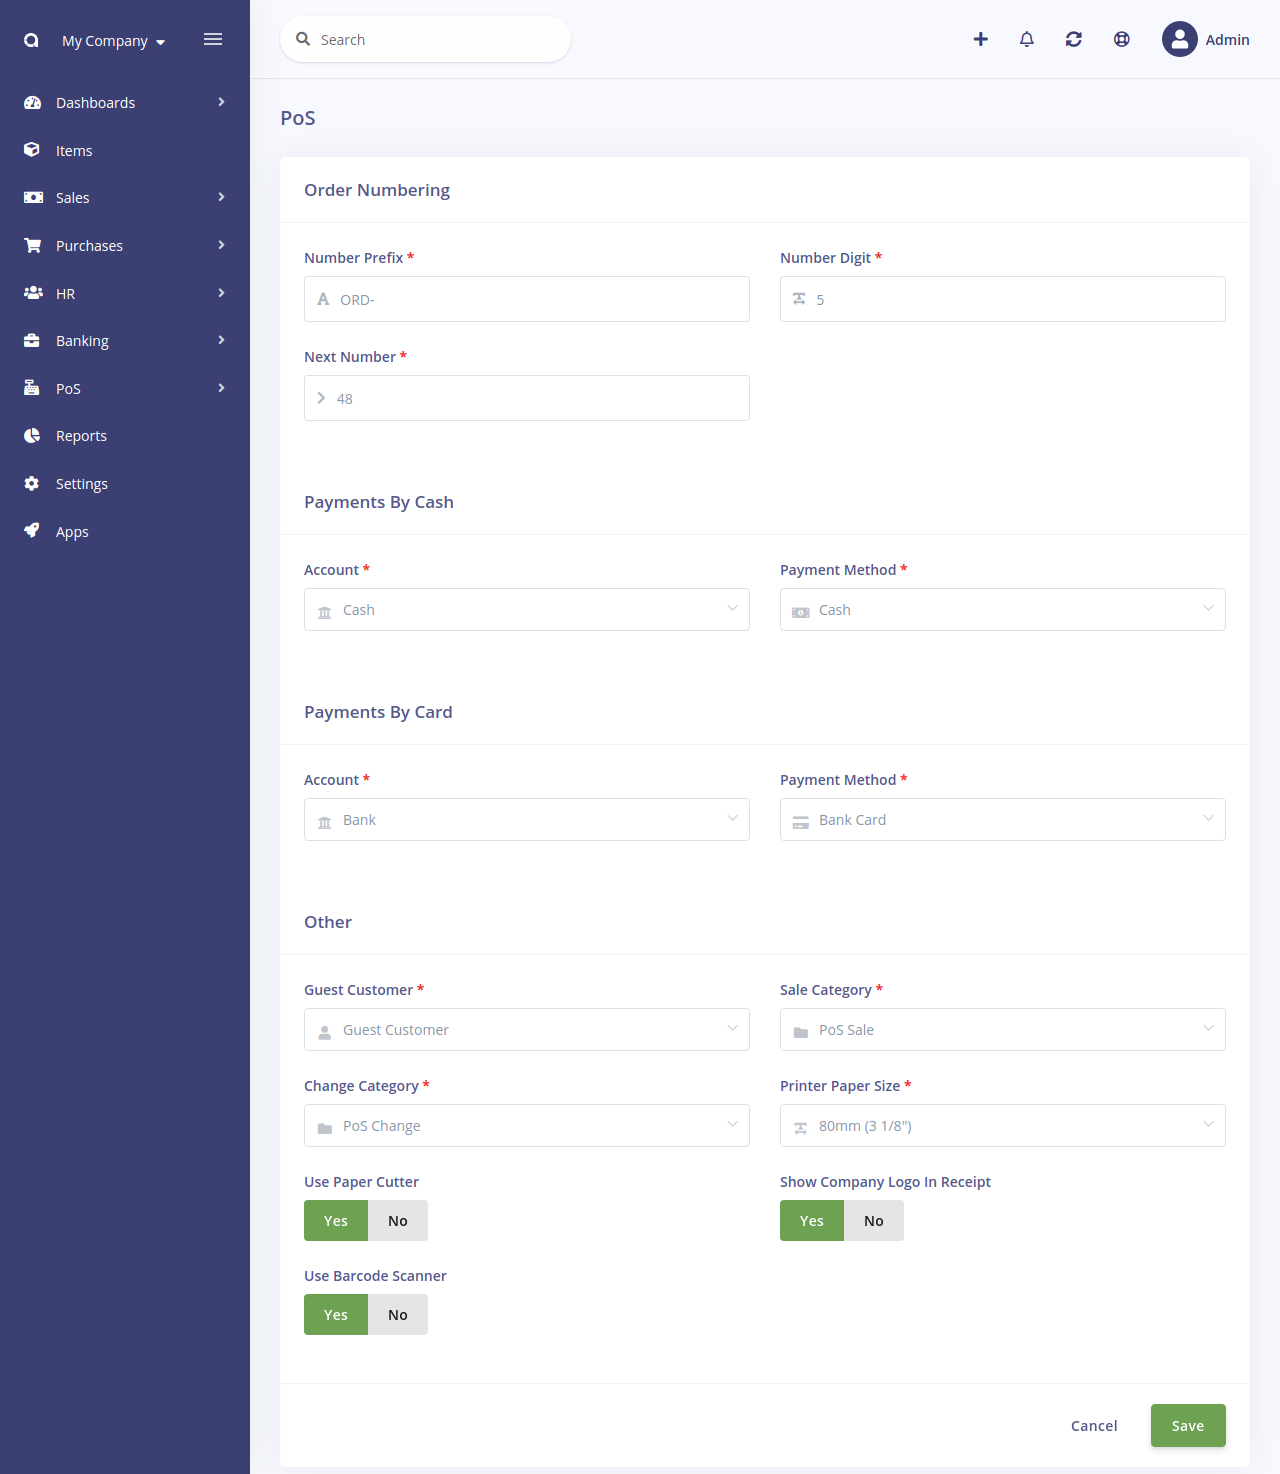 My Company
Search
Admin
Dashboards
Items
Sales
Purchases
HR
Banking
PoS
Reports
Settings
Apps
PoS
Order Numbering
Number Prefix *
Number Digit *
ORD-
5
Next Number *
48
Payments By Cash
Account *
Payment Method *
Cash
Cash
Payments By Card
Account *
Payment Method *
Bank
Bank Card
Other
Guest Customer *
Sale Category *
Guest Customer
PoS Sale
Change Category *
Printer Paper Size *
PoS Change
80mm (3 1/8")
Use Paper Cutter
Show Company Logo In Receipt
Yes No
Yes No
Use Barcode Scanner
Yes No
Cancel
Save